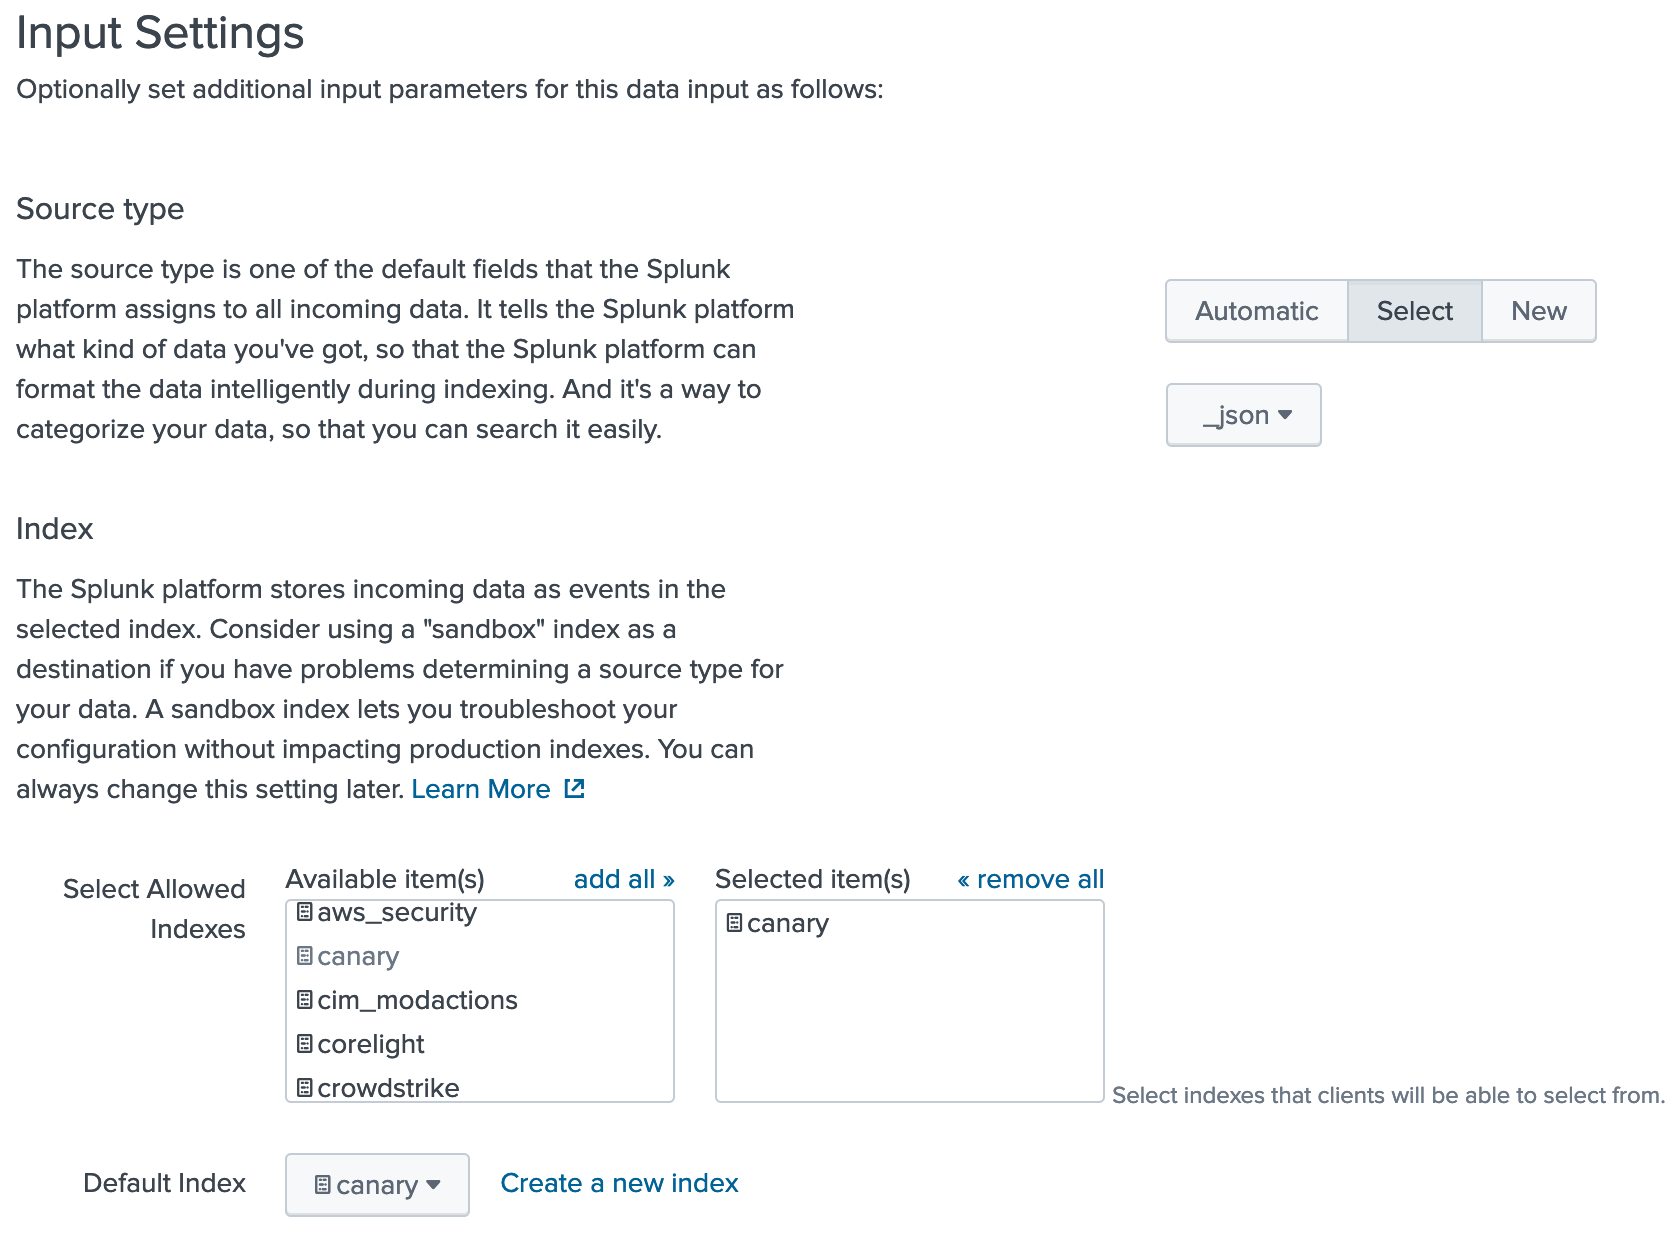 Input Settings
Optionally set additional input parameters for this data input as follows:
Source type
The source type is one of the default fields that the Splunk
platform assigns to all incoming data. It tells the Splunk platform
what kind of data you've got, so that the Splunk platform can
format the data intelligently during indexing. And it's a way to
categorize your data, so that you can search it easily.
Automatic Select New
_json
Index
The Splunk platform stores incoming data as events in the
selected index. Consider using a "sandbox" index as a
destination if you have problems determining a source type for
your data. A sandbox index lets you troubleshoot your
configuration without impacting production indexes. You can
always change this setting later. Learn More
Select Allowed
Indexes
Available item(s) add all »
aws_security
canary
cim_modactions
corelight
crowdstrike
Selected item(s) « remove all
canary
Select indexes that clients will be able to select from.
Default Index canary Create a new index